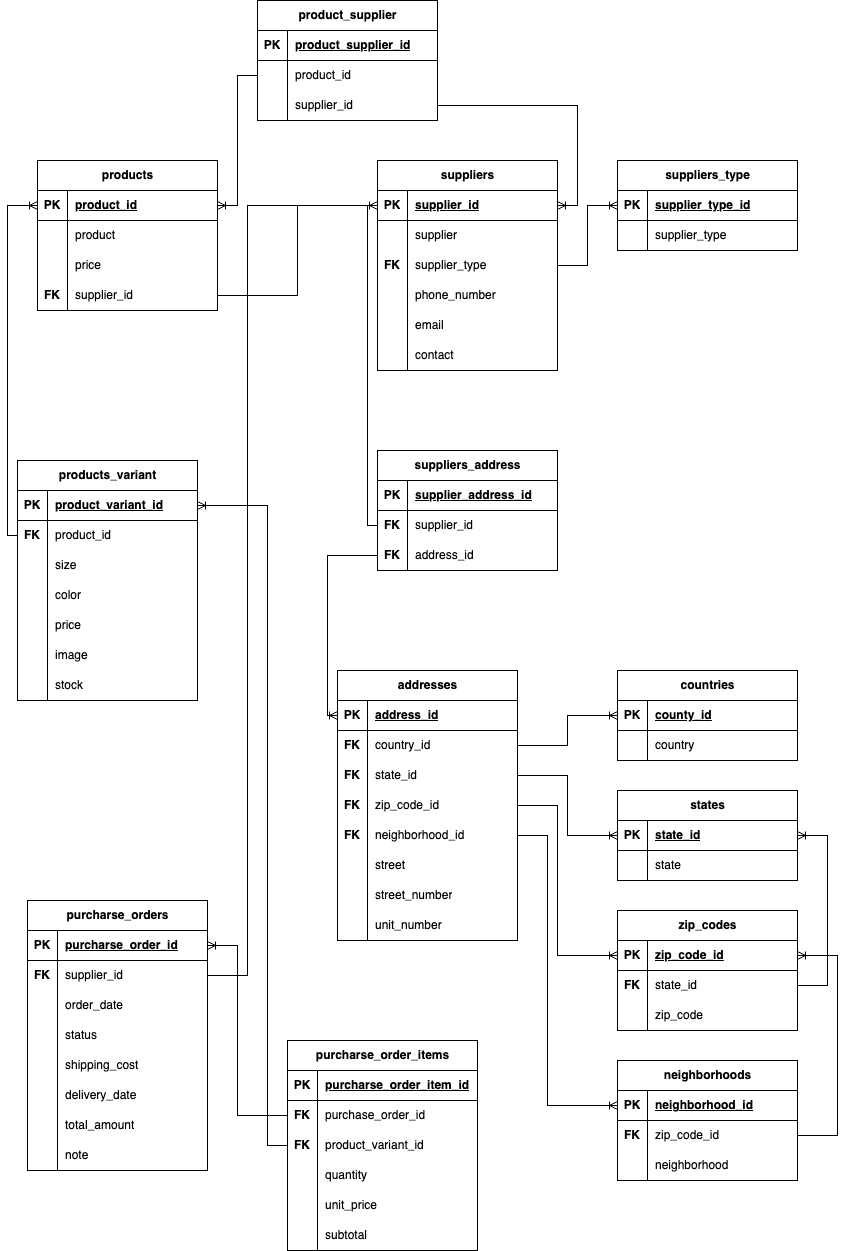 product_supplier
PK product_supplier_id
product_id
supplier_id
products
PK product_id
product
price
FK supplier_id
suppliers
PK supplier_id
supplier
FK supplier_type
phone_number
email
contact
suppliers_type
PK supplier_type_id
supplier_type
products_variant
PK product_variant_id
FK product_id
size
color
price
image
stock
suppliers_address
PK supplier_address_id
FK supplier_id
FK address_id
addresses
PK address_id
FK country_id
FK state_id
FK zip_code_id
FK neighborhood_id
street
street_number
unit_number
countries
PK county_id
country
states
PK state_id
state
zip_codes
PK zip_code_id
FK state_id
zip_code
neighborhoods
PK neighborhood_id
FK zip_code_id
neighborhood
purcharse_orders
PK purcharse_order_id
FK supplier_id
order_date
status
shipping_cost
delivery_date
total_amount
note
purcharse_order_items
PK purcharse_order_item_id
FK purchase_order_id
FK product_variant_id
quantity
unit_price
subtotal